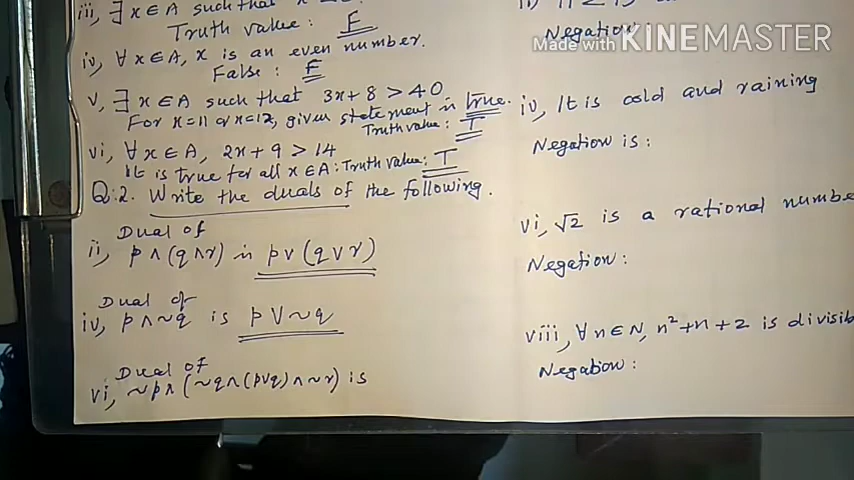 iii, ∃ x ∈ A such that x
Truth value: F
iv, ∀ x ∈ A, x is an even number.
False: F
v, ∃ x ∈ A such that 3x + 8 > 40
For x = 11 or x = 12, given statement is true.
Truth value: T
vi, ∀ x ∈ A, 2x + 9 > 14
It is true for all x ∈ A: Truth value: T
Q:2. Write the duals of the following.
Dual of
ii, p ∧ (q ∧ r) is p ∨ (q ∨ r)
Dual of
iv, p ∧ ~q is p ∨ ~q
Dual of
vi, ~p ∧ (~q ∧ (p ∨ q) ∧ ~r) is
Negation:
Made with KINEMASTER
iv, It is cold and raining
Negation is:
vi, √2 is a rational numbe
Negation:
viii, ∀ n ∈ N, n² + n + 2 is divisib
Negation: